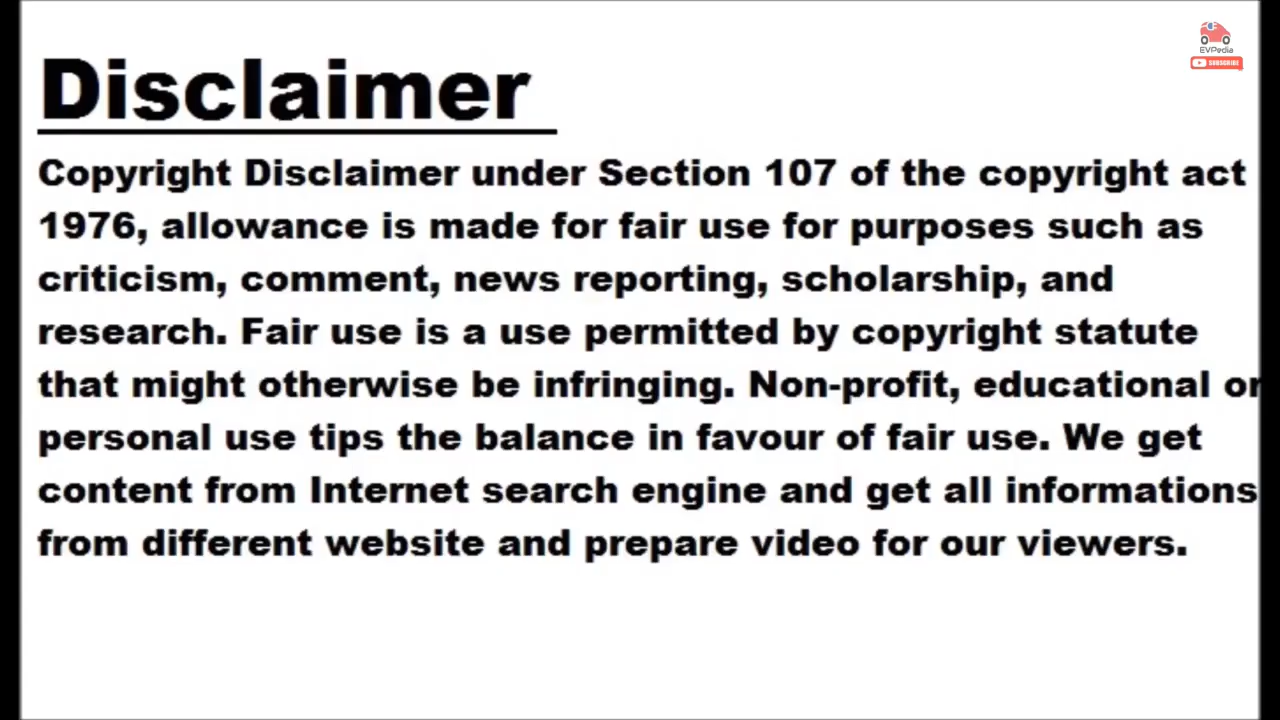 EVPedia
SUBSCRIBE
Disclaimer
Copyright Disclaimer under Section 107 of the copyright act
1976, allowance is made for fair use for purposes such as
criticism, comment, news reporting, scholarship, and
research. Fair use is a use permitted by copyright statute
that might otherwise be infringing. Non-profit, educational or
personal use tips the balance in favour of fair use. We get
content from Internet search engine and get all informations
from different website and prepare video for our viewers.